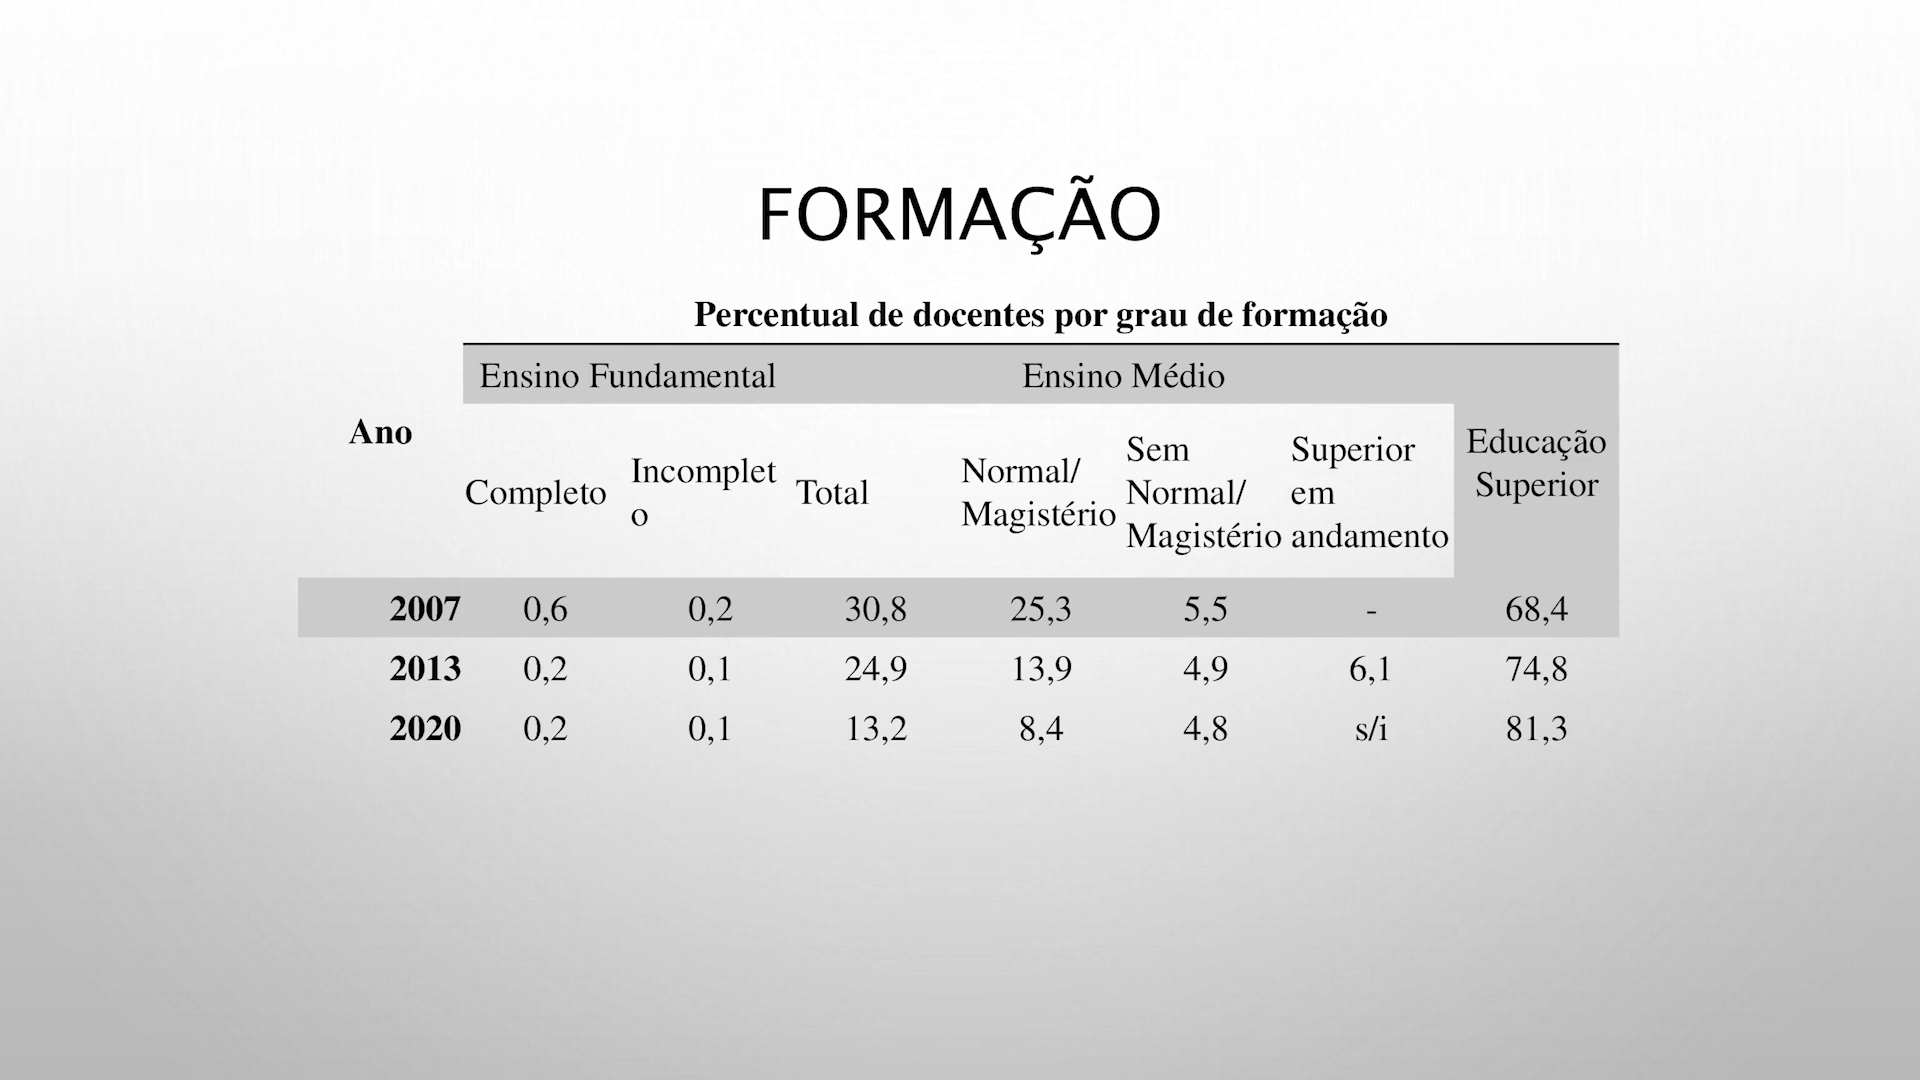 FORMAÇÃO
Percentual de docentes por grau de formação
Ano
Ensino Fundamental
Ensino Médio
Educação
Superior
Completo
Incomplet
o
Total
Normal/
Magistério
Sem
Normal/
Magistério
Superior
em
andamento
2007 0,6 0,2 30,8 25,3 5,5 - 68,4
2013 0,2 0,1 24,9 13,9 4,9 6,1 74,8
2020 0,2 0,1 13,2 8,4 4,8 s/i 81,3